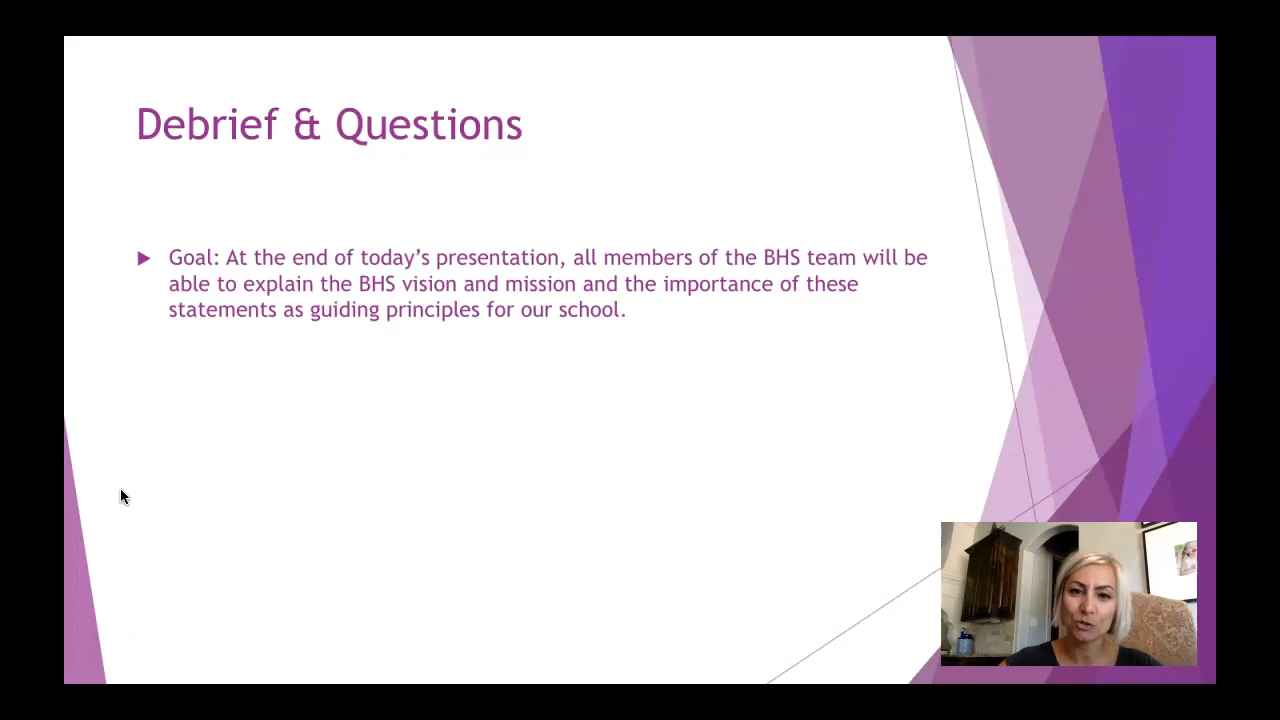 Debrief & Questions
Goal: At the end of today’s presentation, all members of the BHS team will be
able to explain the BHS vision and mission and the importance of these
statements as guiding principles for our school.